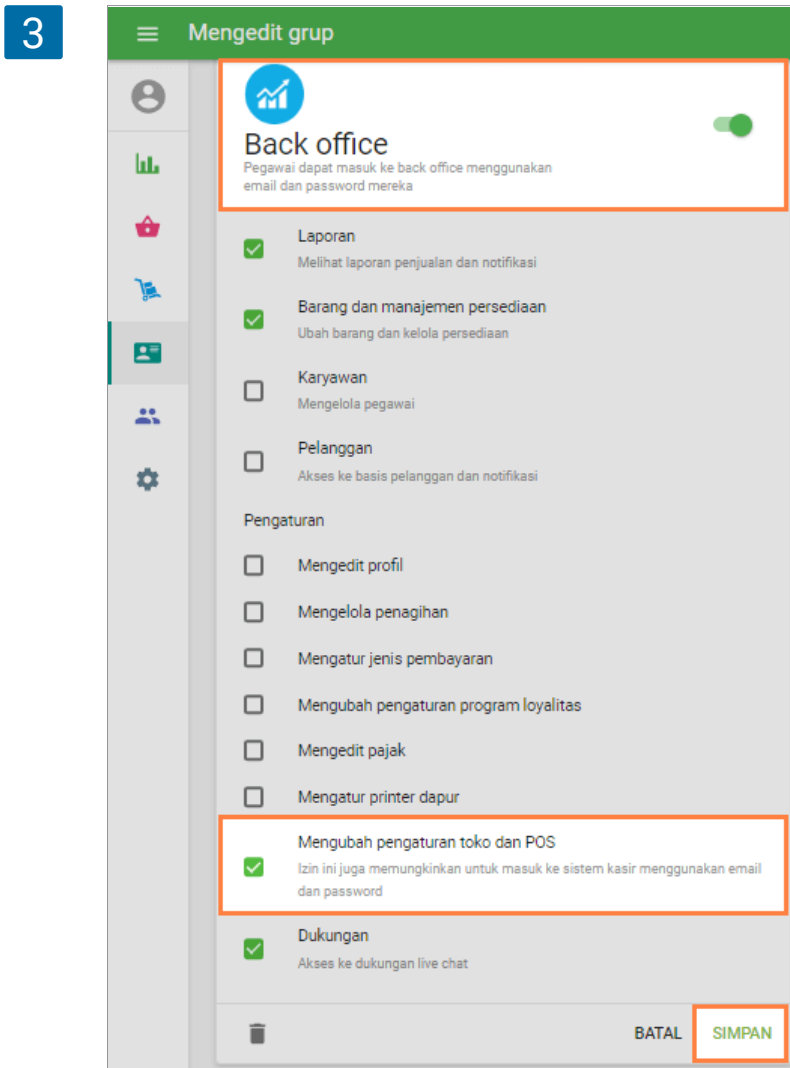 3
Mengedit grup
Back office
Pegawai dapat masuk ke back office menggunakan
email dan password mereka
Laporan
Melihat laporan penjualan dan notifikasi
Barang dan manajemen persediaan
Ubah barang dan kelola persediaan
Karyawan
Mengelola pegawai
Pelanggan
Akses ke basis pelanggan dan notifikasi
Pengaturan
Mengedit profil
Mengelola penagihan
Mengatur jenis pembayaran
Mengubah pengaturan program loyalitas
Mengedit pajak
Mengatur printer dapur
Mengubah pengaturan toko dan POS
Izin ini juga memungkinkan untuk masuk ke sistem kasir menggunakan email
dan password
Dukungan
Akses ke dukungan live chat
BATAL SIMPAN